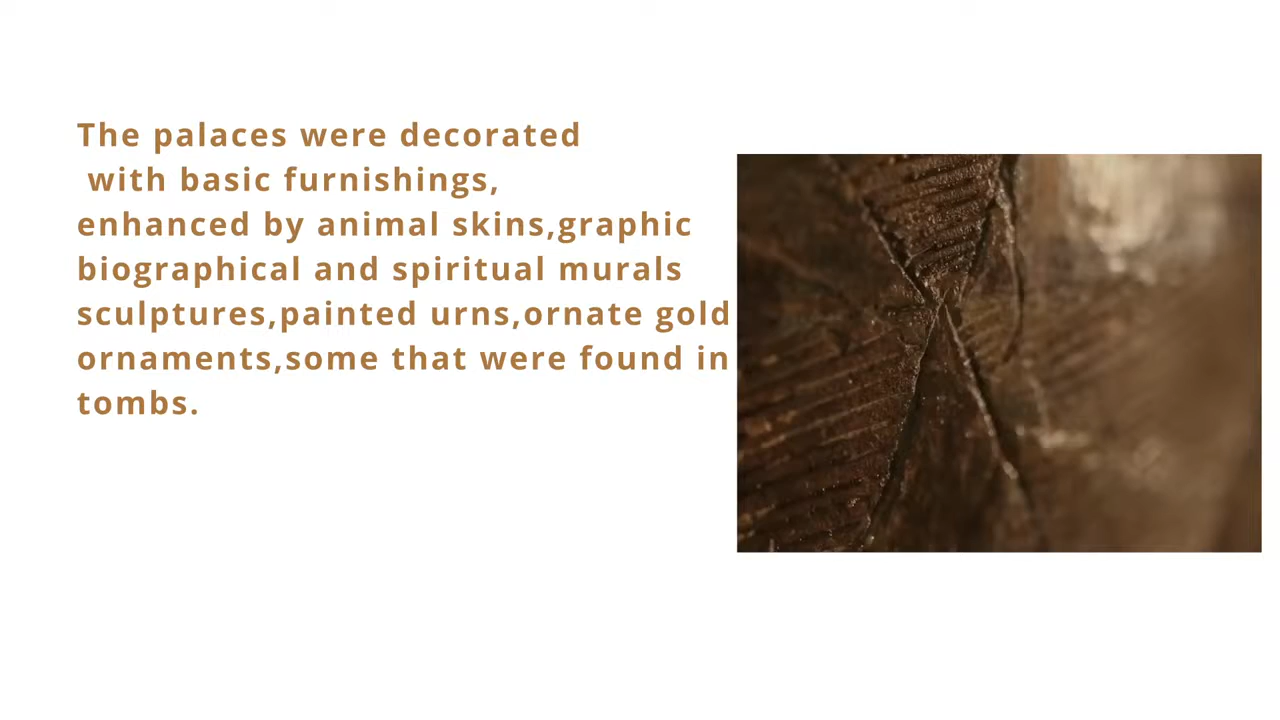 The palaces were decorated
with basic furnishings,
enhanced by animal skins,graphic
biographical and spiritual murals
sculptures,painted urns,ornate gold
ornaments,some that were found in
tombs.